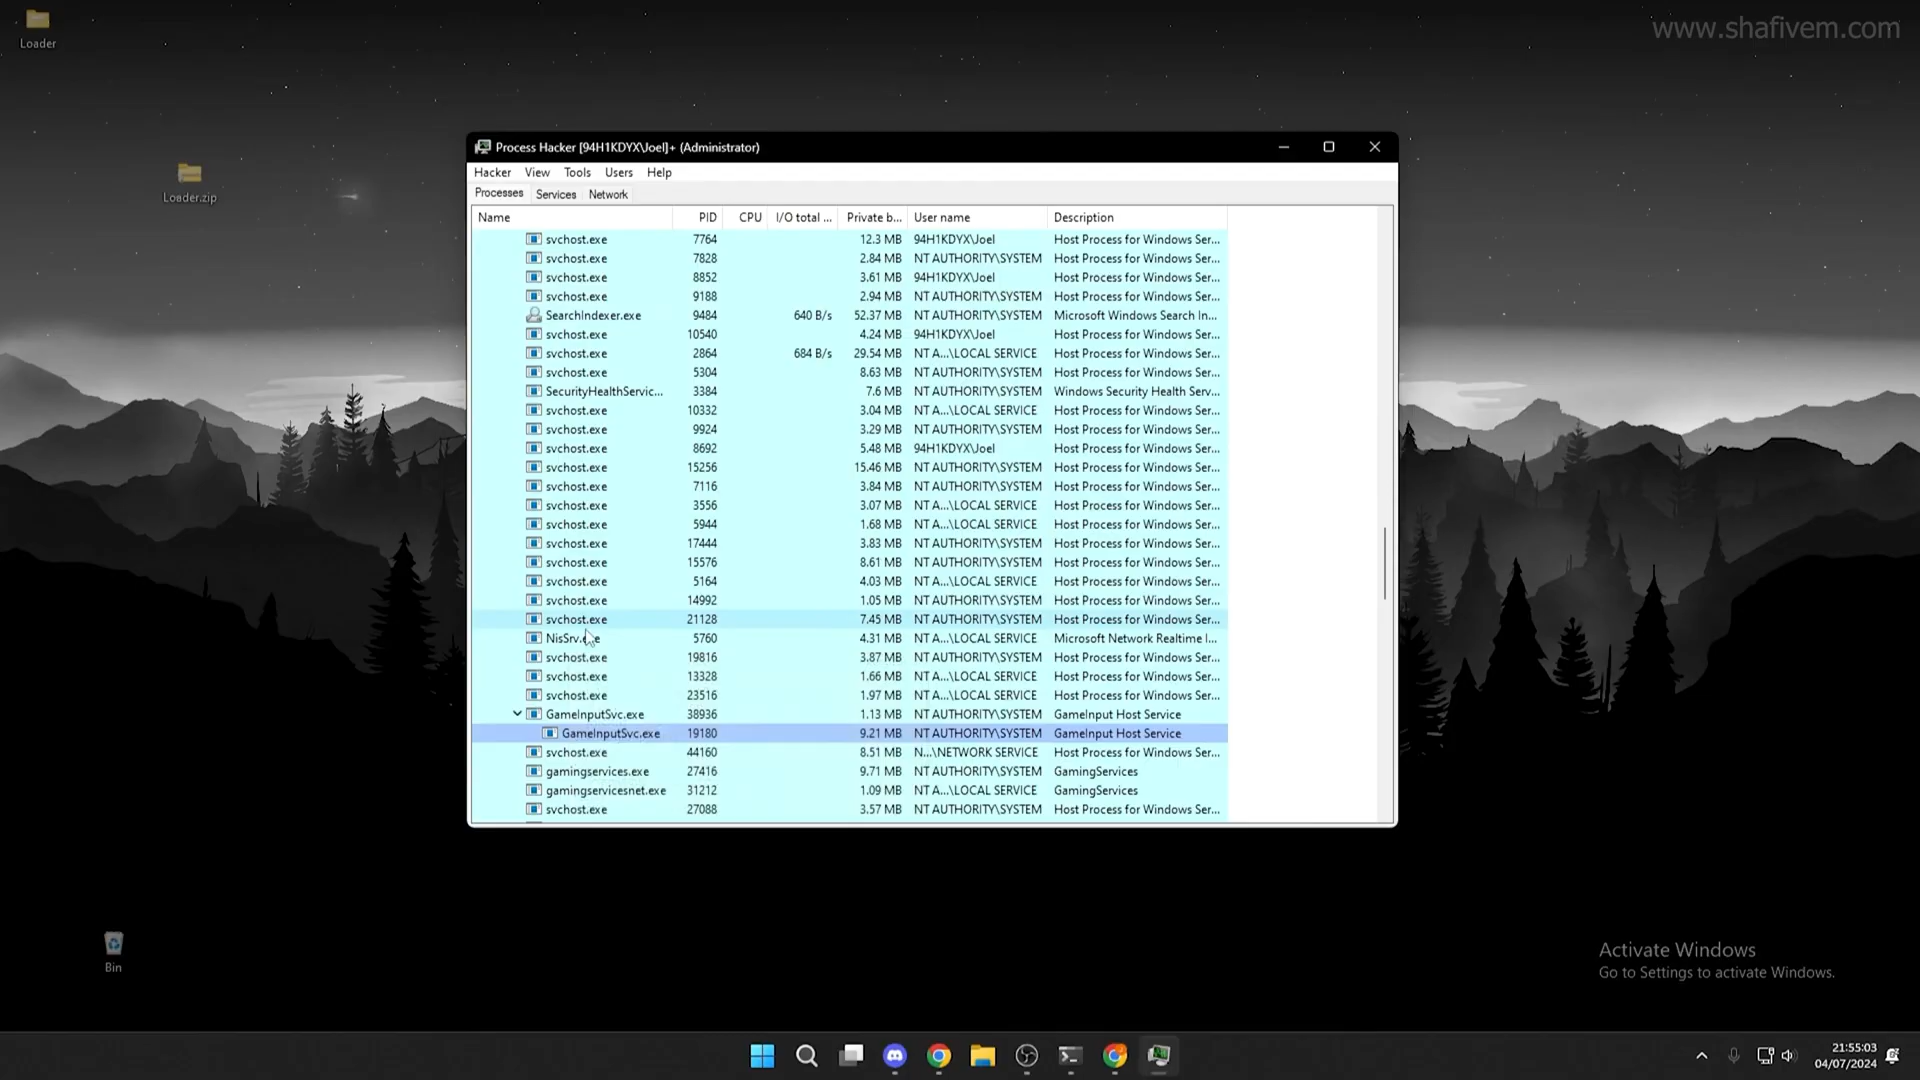 Loader
www.shafivem.com
Loader.zip
Process Hacker [94H1KDYX\Joel]+ (Administrator)
Hacker View Tools Users Help
Processes Services Network
Name PID CPU I/O total ... Private b... User name Description
svchost.exe 7764 12.3 MB 94H1KDYX\Joel Host Process for Windows Ser...
svchost.exe 7828 2.84 MB NT AUTHORITY\SYSTEM Host Process for Windows Ser...
svchost.exe 8852 3.61 MB 94H1KDYX\Joel Host Process for Windows Ser...
svchost.exe 9188 2.94 MB NT AUTHORITY\SYSTEM Host Process for Windows Ser...
SearchIndexer.exe 9484 640 B/s 52.37 MB NT AUTHORITY\SYSTEM Microsoft Windows Search In...
svchost.exe 10540 4.24 MB 94H1KDYX\Joel Host Process for Windows Ser...
svchost.exe 2864 684 B/s 29.54 MB NT A...\LOCAL SERVICE Host Process for Windows Ser...
svchost.exe 5304 8.63 MB NT AUTHORITY\SYSTEM Host Process for Windows Ser...
SecurityHealthServic... 3384 7.6 MB NT AUTHORITY\SYSTEM Windows Security Health Serv...
svchost.exe 10332 3.04 MB NT A...\LOCAL SERVICE Host Process for Windows Ser...
svchost.exe 9924 3.29 MB NT AUTHORITY\SYSTEM Host Process for Windows Ser...
svchost.exe 8692 5.48 MB 94H1KDYX\Joel Host Process for Windows Ser...
svchost.exe 15256 15.46 MB NT AUTHORITY\SYSTEM Host Process for Windows Ser...
svchost.exe 7116 3.84 MB NT AUTHORITY\SYSTEM Host Process for Windows Ser...
svchost.exe 3556 3.07 MB NT A...\LOCAL SERVICE Host Process for Windows Ser...
svchost.exe 5944 1.68 MB NT A...\LOCAL SERVICE Host Process for Windows Ser...
svchost.exe 17444 3.83 MB NT AUTHORITY\SYSTEM Host Process for Windows Ser...
svchost.exe 15576 8.61 MB NT AUTHORITY\SYSTEM Host Process for Windows Ser...
svchost.exe 5164 4.03 MB NT A...\LOCAL SERVICE Host Process for Windows Ser...
svchost.exe 14992 1.05 MB NT AUTHORITY\SYSTEM Host Process for Windows Ser...
svchost.exe 21128 7.45 MB NT AUTHORITY\SYSTEM Host Process for Windows Ser...
NisSrv.exe 5760 4.31 MB NT A...\LOCAL SERVICE Microsoft Network Realtime I...
svchost.exe 19816 3.87 MB NT AUTHORITY\SYSTEM Host Process for Windows Ser...
svchost.exe 13328 1.66 MB NT A...\LOCAL SERVICE Host Process for Windows Ser...
svchost.exe 23516 1.97 MB NT A...\LOCAL SERVICE Host Process for Windows Ser...
GameInputSvc.exe 38936 1.13 MB NT AUTHORITY\SYSTEM GameInput Host Service
GameInputSvc.exe 19180 9.21 MB NT AUTHORITY\SYSTEM GameInput Host Service
svchost.exe 44160 8.51 MB N...\NETWORK SERVICE Host Process for Windows Ser...
gamingservices.exe 27416 9.71 MB NT AUTHORITY\SYSTEM GamingServices
gamingservicesnet.exe 31212 1.09 MB NT A...\LOCAL SERVICE GamingServices
svchost.exe 27088 3.57 MB NT AUTHORITY\SYSTEM Host Process for Windows Ser...
Bin
Activate Windows
Go to Settings to activate Windows.
21:55:03
04/07/2024